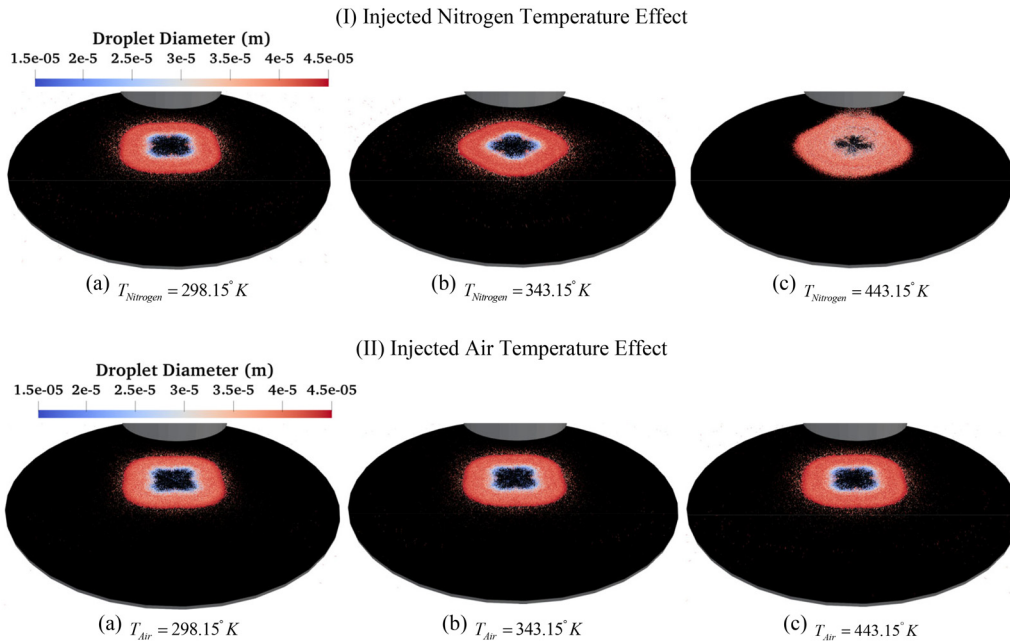 (I) Injected Nitrogen Temperature Effect
Droplet Diameter (m)
1.5e-05 2e-5 2.5e-5 3e-5 3.5e-5 4e-5 4.5e-05
(a) T_Nitrogen = 298.15°K (b) T_Nitrogen = 343.15°K (c) T_Nitrogen = 443.15°K
(II) Injected Air Temperature Effect
Droplet Diameter (m)
1.5e-05 2e-5 2.5e-5 3e-5 3.5e-5 4e-5 4.5e-05
(a) T_Air = 298.15°K (b) T_Air = 343.15°K (c) T_Air = 443.15°K